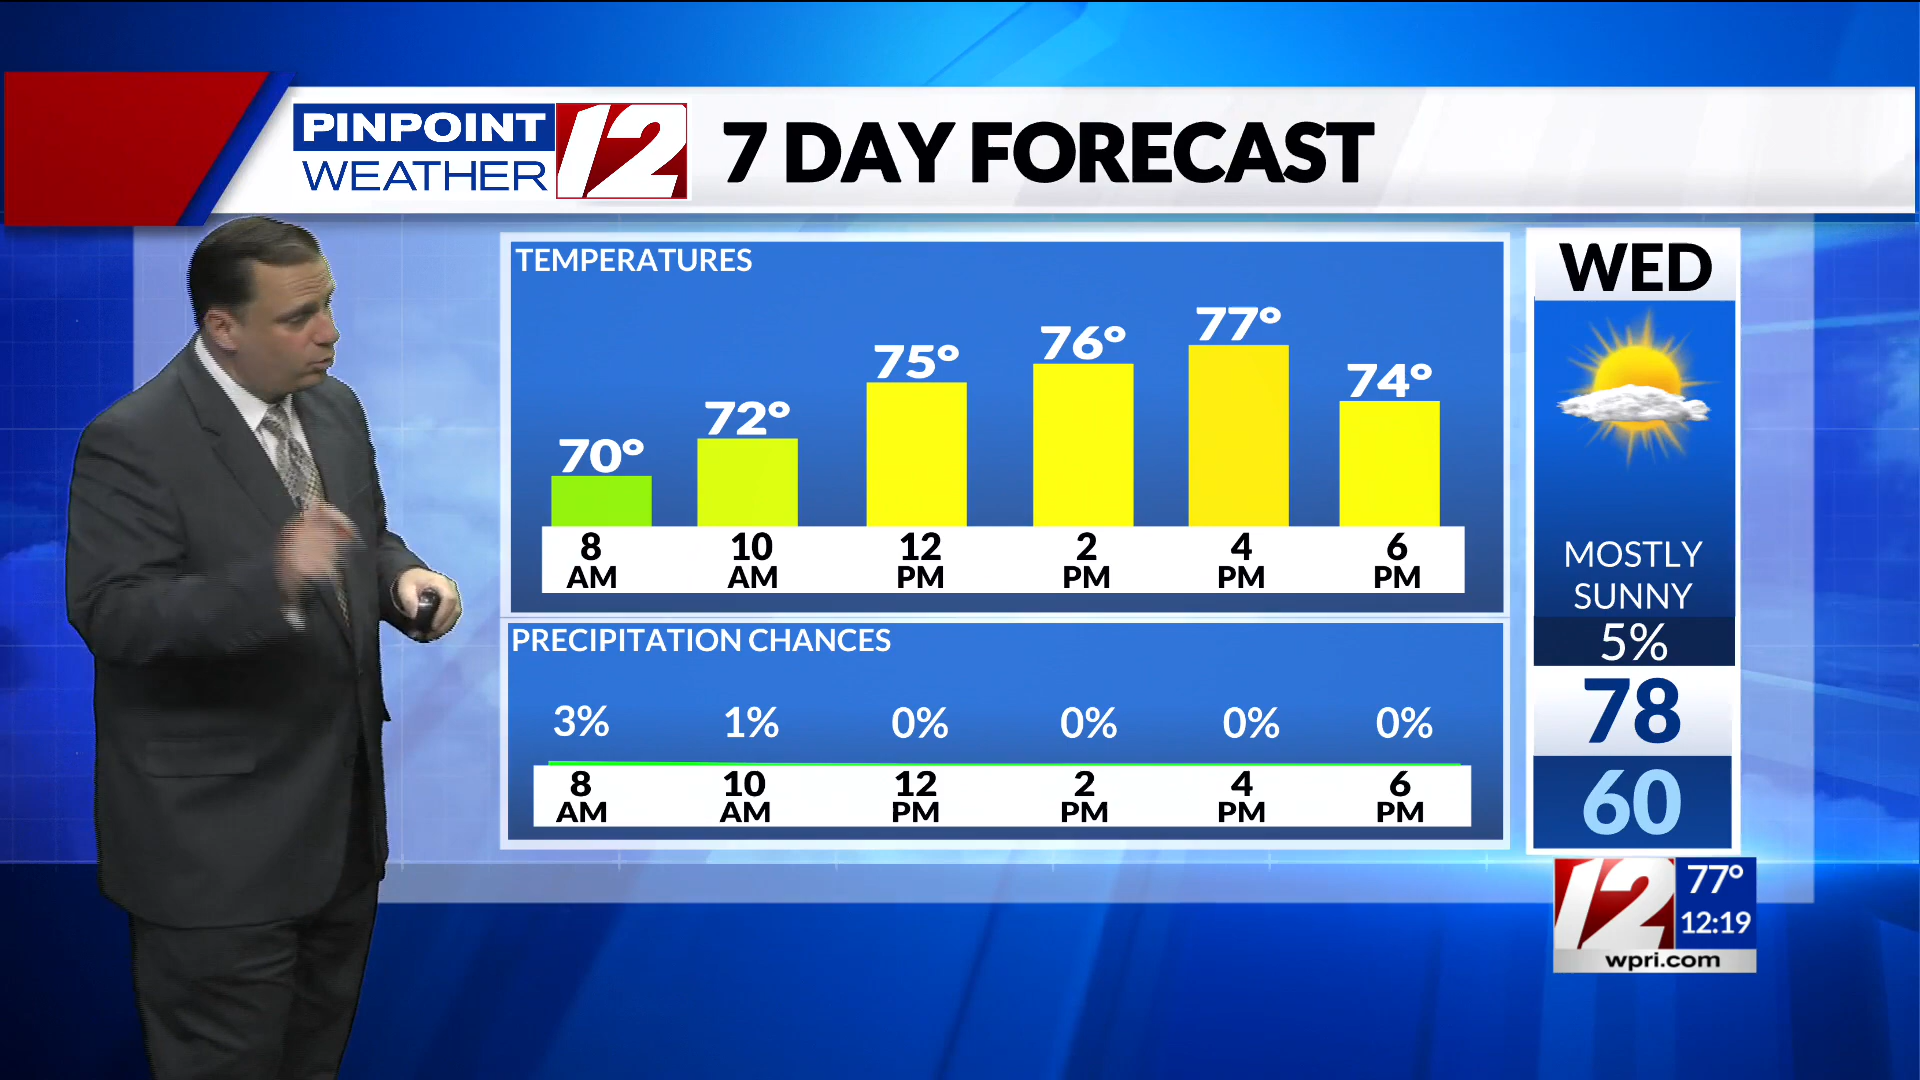 PINPOINT
WEATHER
12
7 DAY FORECAST
TEMPERATURES
70° 72° 75° 76° 77° 74°
8 10 12 2 4 6
AM AM PM PM PM PM
PRECIPITATION CHANCES
3% 1% 0% 0% 0% 0%
8 10 12 2 4 6
AM AM PM PM PM PM
WED
MOSTLY
SUNNY
5%
78
60
12
77°
12:19
wpri.com